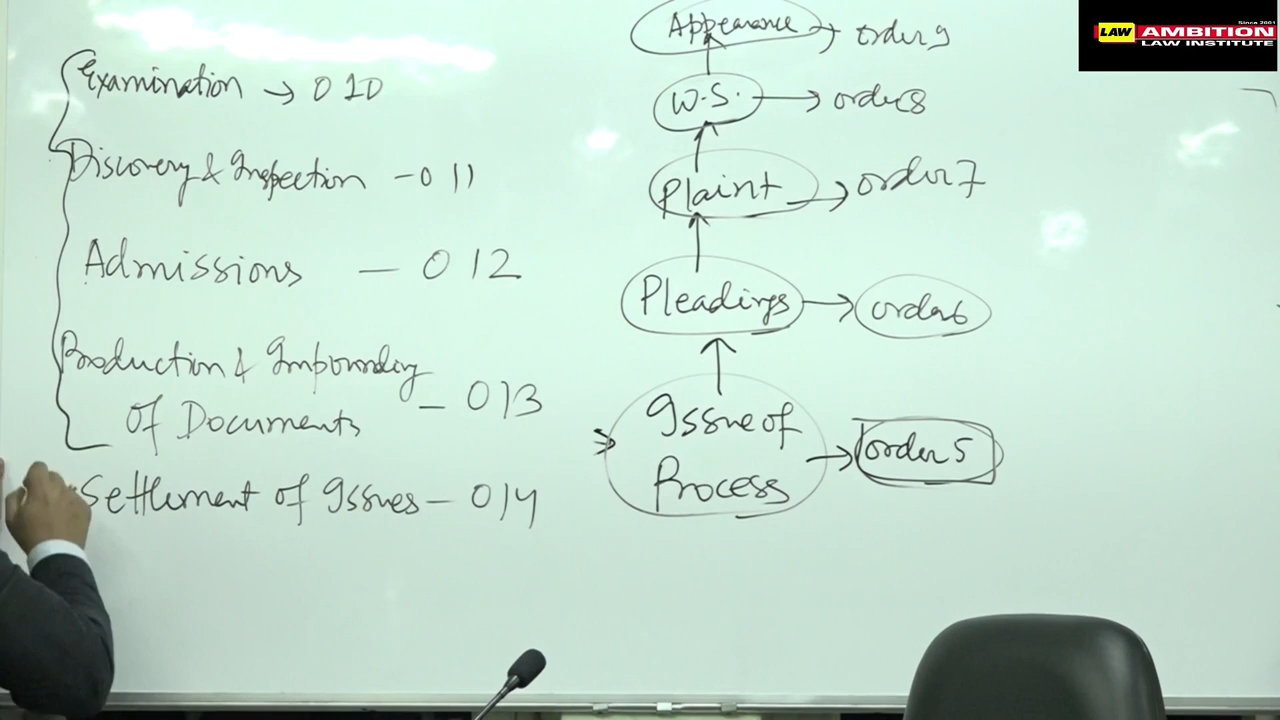 Examination → O 10
Discovery & Inspection - O 11
Admissions - O 12
Production & Impounding
of Documents - O 13
Settlement of Issues - O 14
Appearance → order 9
W.S. → order 8
Plaint → order 7
Pleadings → order 6
Issue of
Process → order 5
Since 2001
LAW AMBITION
LAW INSTITUTE